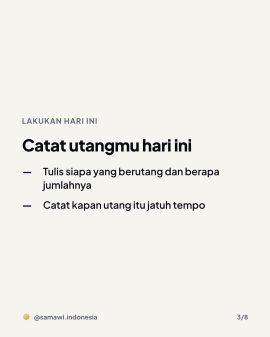 LAKUKAN HARI INI
Catat utangmu hari ini
— Tulis siapa yang berutang dan berapa
jumlahnya
— Catat kapan utang itu jatuh tempo
@samawi.indonesia
3/8